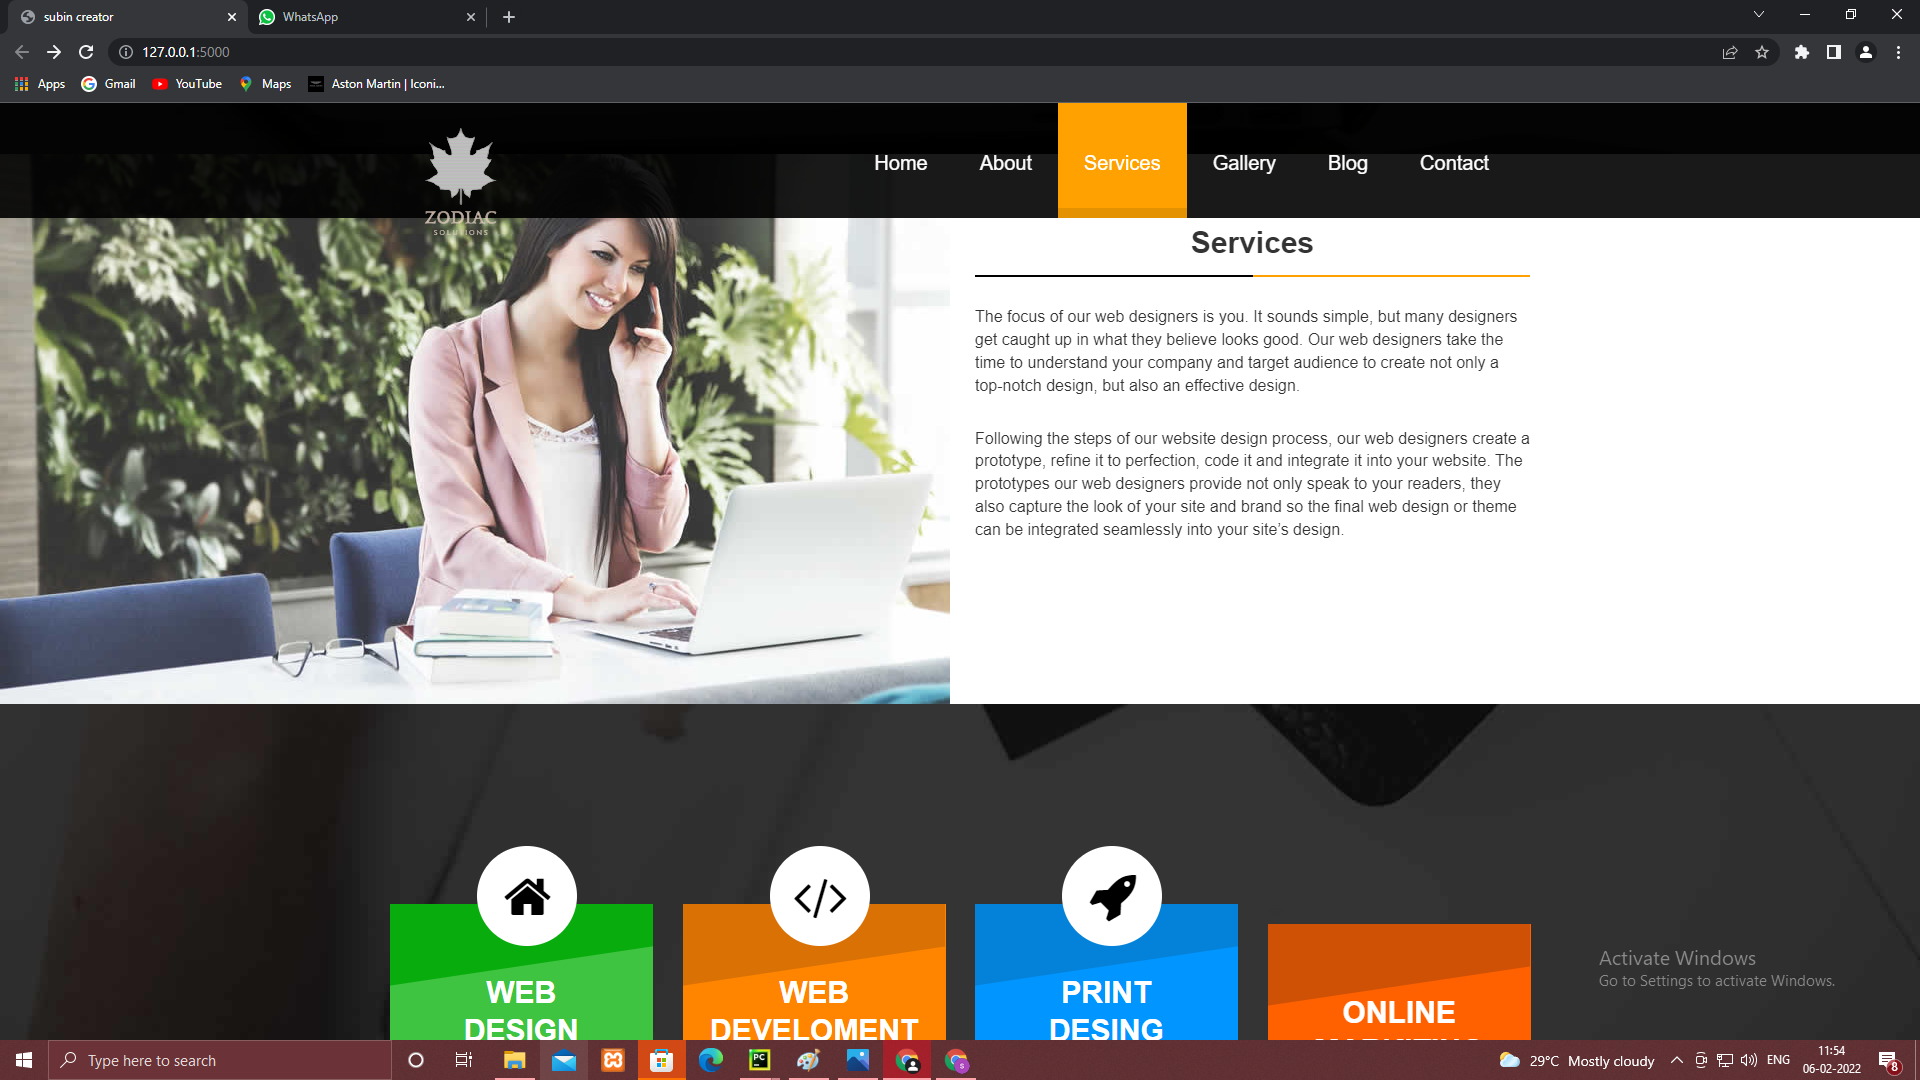 subin creator
WhatsApp
127.0.0.1:5000
Apps
Gmail
YouTube
Maps
Aston Martin | Iconi...
ZODIAC
SOLUTIONS
Home
About
Services
Gallery
Blog
Contact
Services
The focus of our web designers is you. It sounds simple, but many designers
get caught up in what they believe looks good. Our web designers take the
time to understand your company and target audience to create not only a
top-notch design, but also an effective design.
Following the steps of our website design process, our web designers create a
prototype, refine it to perfection, code it and integrate it into your website. The
prototypes our web designers provide not only speak to your readers, they
also capture the look of your site and brand so the final web design or theme
can be integrated seamlessly into your site’s design.
WEB
DESIGN
WEB
DEVELOMENT
PRINT
DESING
ONLINE
Activate Windows
Go to Settings to activate Windows.
Type here to search
PC
29°C Mostly cloudy
ENG
11:54
06-02-2022
8